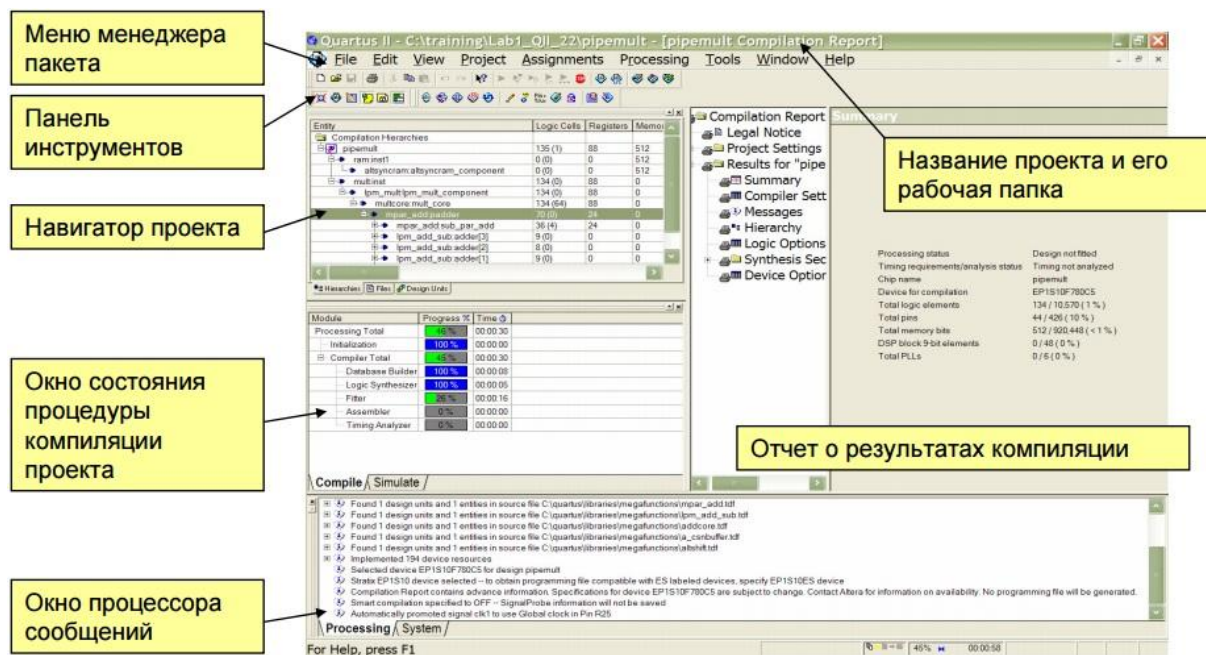 Меню менеджера
пакета
Панель
инструментов
Навигатор проекта
Окно состояния
процедуры
компиляции
проекта
Окно процессора
сообщений
Quartus II - C:\training\Lab1_QII_22\pipemult - [pipemult Compilation Report]
File Edit View Project Assignments Processing Tools Window Help
Entity Logic Cells Registers Memor
Compilation Hierarchies
pipemult 135 (1) 88 512
ram:inst1 0 (0) 0 512
altsyncram:altsyncram_component 0 (0) 0 512
mult:inst 134 (0) 88 0
lpm_mult:lpm_mult_component 134 (0) 88 0
multcore:mult_core 134 (64) 88 0
mpar_add:padder 70 (0) 24 0
mpar_add:sub_par_add 36 (4) 24 0
lpm_add_sub:adder[3] 9 (0) 0 0
lpm_add_sub:adder[2] 8 (0) 0 0
lpm_add_sub:adder[1] 9 (0) 0 0
Hierarchies Files Design Units
Module Progress % Time
Processing Total 46 % 00:00:30
Initialization 100 % 00:00:00
Compiler Total 45 % 00:00:30
Database Builder 100 % 00:00:08
Logic Synthesizer 100 % 00:00:05
Fitter 26 % 00:00:16
Assembler 0 % 00:00:00
Timing Analyzer 0 % 00:00:00
Compile Simulate
Compilation Report
Legal Notice
Project Settings
Results for "pipe
Summary
Compiler Sett
Messages
Hierarchy
Logic Options
Synthesis Sec
Device Option
Summary
Название проекта и его
рабочая папка
Processing status Design not fitted
Timing requirements/analysis status Timing not analyzed
Chip name pipemult
Device for compilation EP1S10F780C5
Total logic elements 134 / 10,570 ( 1 % )
Total pins 44 / 426 ( 10 % )
Total memory bits 512 / 920,448 ( < 1 % )
DSP block 9-bit elements 0 / 48 ( 0 % )
Total PLLs 0 / 6 ( 0 % )
Отчет о результатах компиляции
Found 1 design units and 1 entities in source file C:\quartus\libraries\megafunctions\mpar_add.tdf
Found 1 design units and 1 entities in source file C:\quartus\libraries\megafunctions\lpm_add_sub.tdf
Found 1 design units and 1 entities in source file C:\quartus\libraries\megafunctions\addcore.tdf
Found 1 design units and 1 entities in source file C:\quartus\libraries\megafunctions\a_csnbuffer.tdf
Found 1 design units and 1 entities in source file C:\quartus\libraries\megafunctions\altshift.tdf
Implemented 194 device resources
Selected device EP1S10F780C5 for design pipemult
Stratix EP1S10 device selected -- to obtain programming file compatible with ES labeled devices, specify EP1S10ES device
Compilation Report contains advance information. Specifications for device EP1S10F780C5 are subject to change. Contact Altera for information on availability. No programming file will be generated.
Smart compilation specified to OFF -- SignalProbe information will not be saved
Automatically promoted signal clk1 to use Global clock in Pin R25
Processing System
For Help, press F1 46% 00:00:58